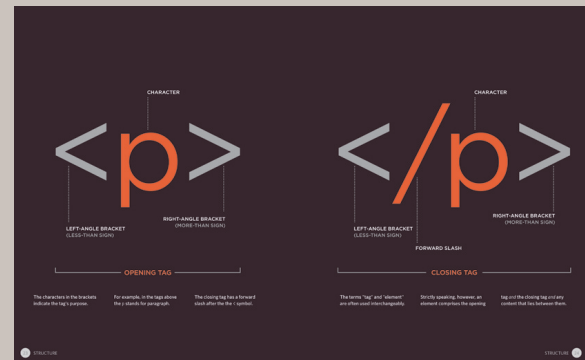 CHARACTER
<p>
LEFT-ANGLE BRACKET
(LESS-THAN SIGN)
RIGHT-ANGLE BRACKET
(MORE-THAN SIGN)
OPENING TAG
The characters in the brackets
indicate the tag's purpose.
For example, in the tags above
the p stands for paragraph.
The closing tag has a forward
slash after the the < symbol.
STRUCTURE
CHARACTER
</p>
LEFT-ANGLE BRACKET
(LESS-THAN SIGN)
RIGHT-ANGLE BRACKET
(MORE-THAN SIGN)
FORWARD SLASH
CLOSING TAG
The terms "tag" and "element"
are often used interchangeably.
Strictly speaking, however, an
element comprises the opening
tag and the closing tag and any
content that lies between them.
STRUCTURE